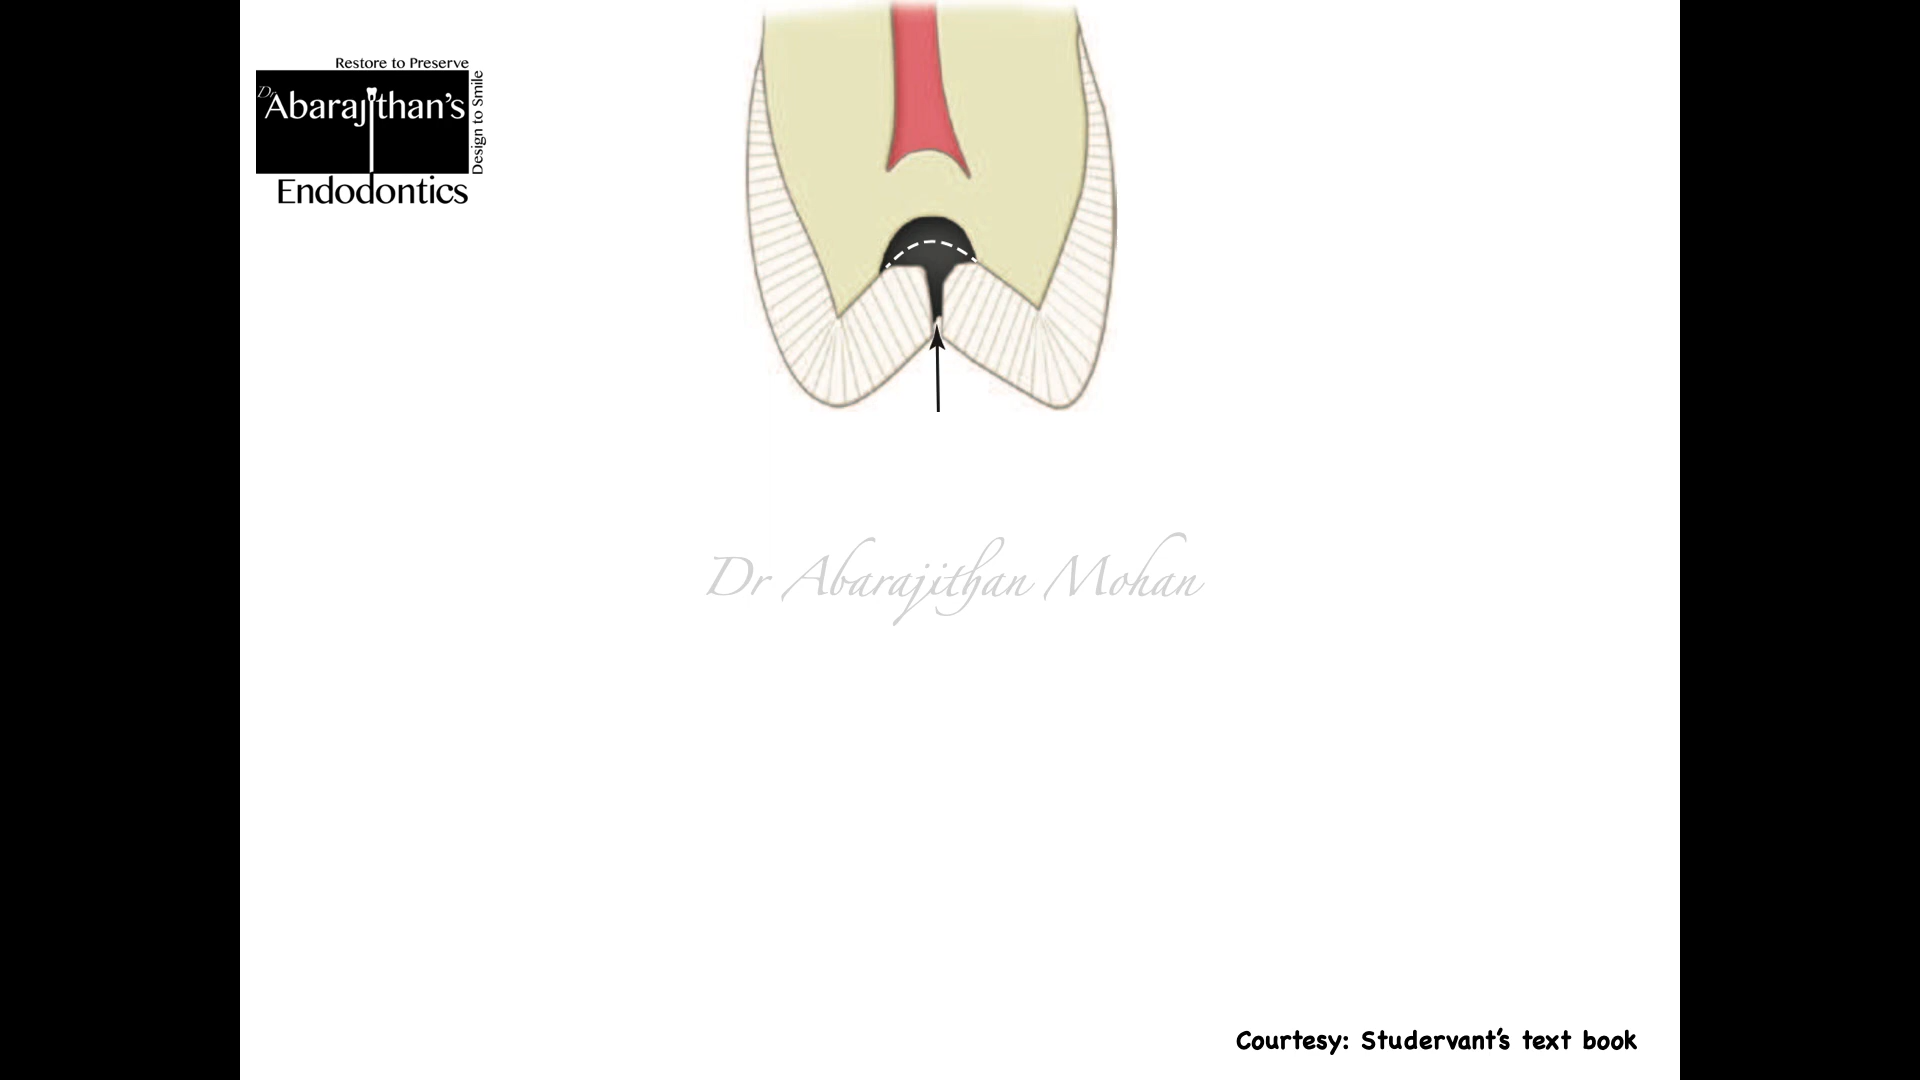 Restore to Preserve
Dr
Abarajithan's
Design to Smile
Endodontics
Dr Abarajithan Mohan
Courtesy: Studervant's text book